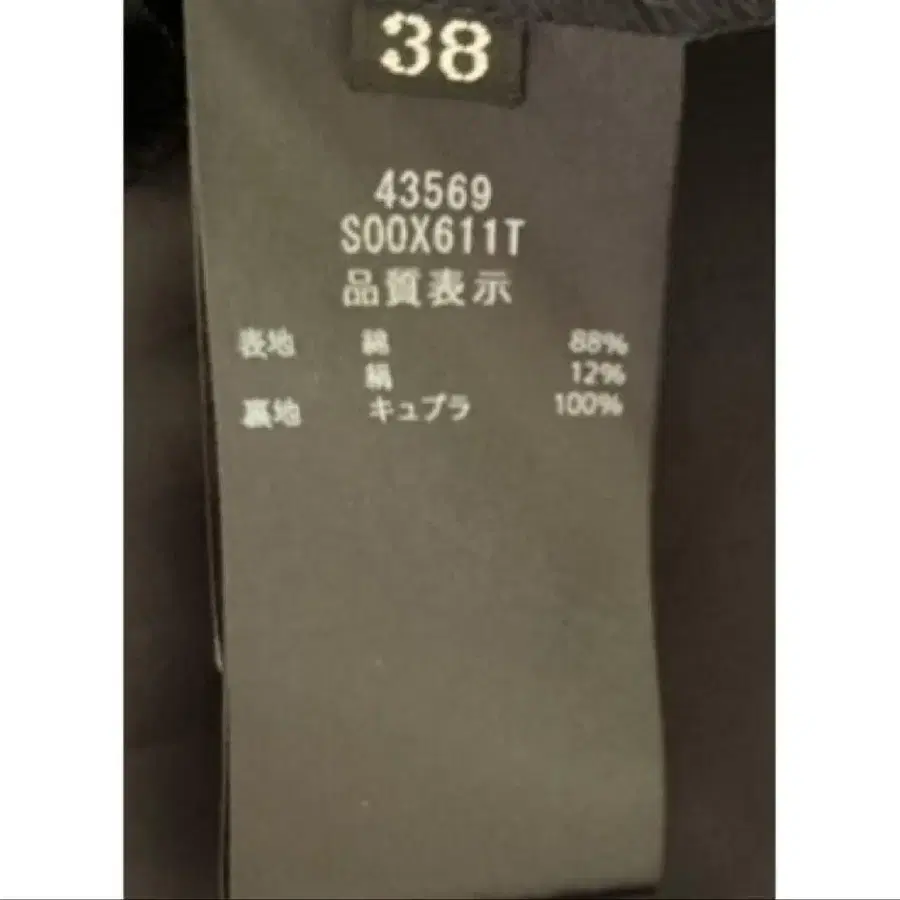 38
43569
S00X611T
品質表示
表地 綿 88%
絹 12%
裏地 キュプラ 100%